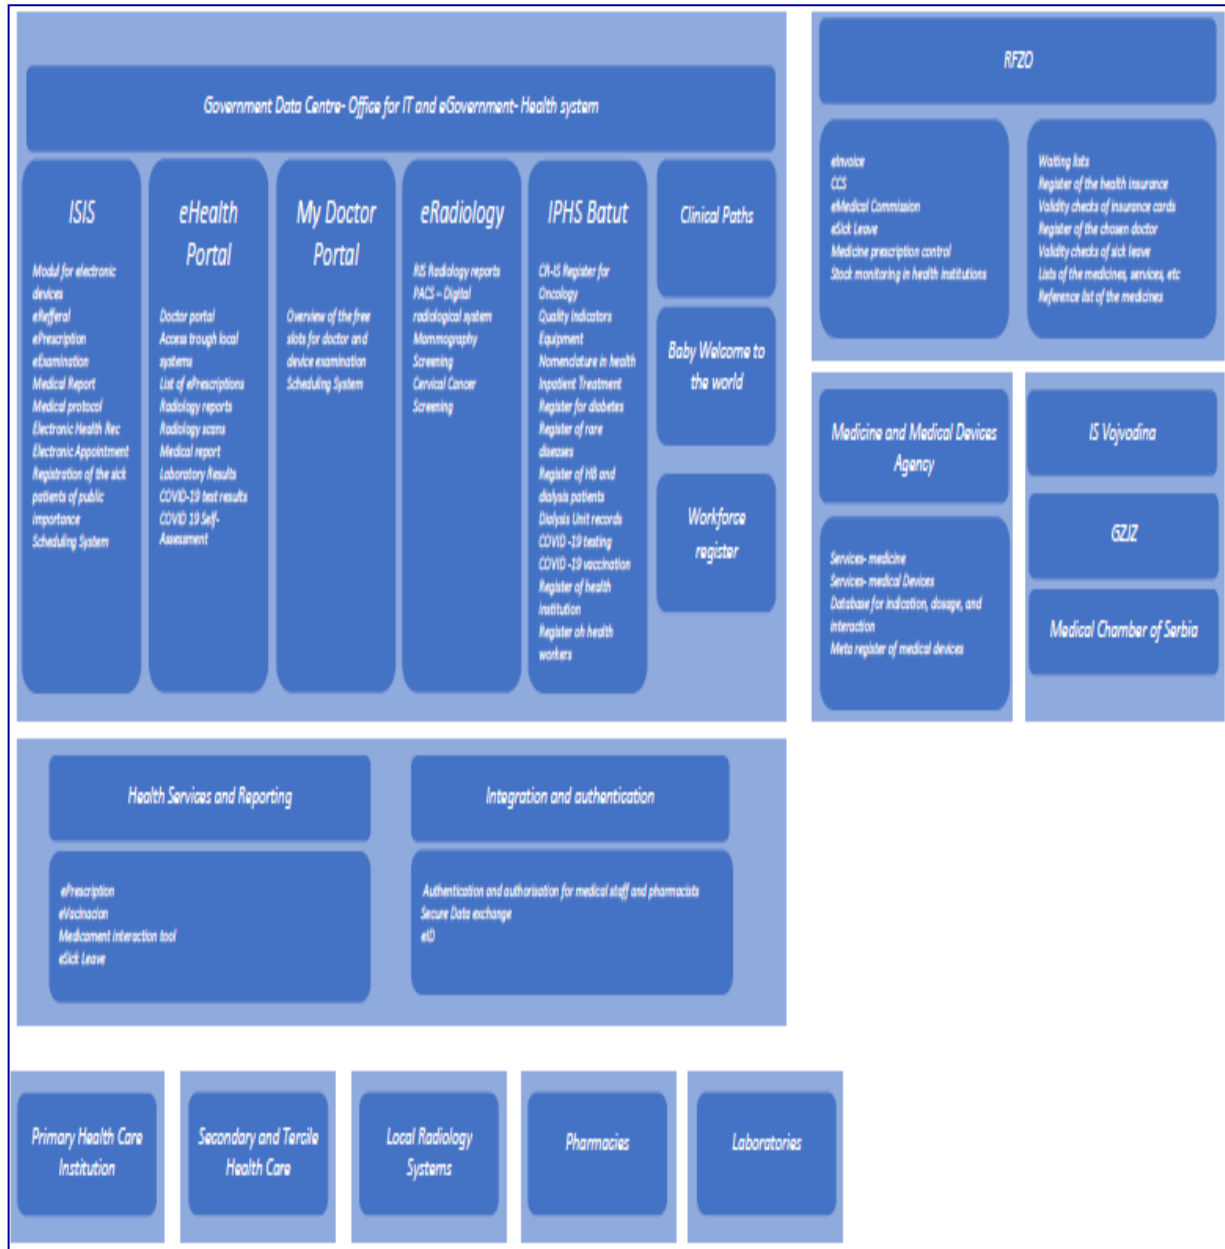 Government Data Centre- Office for IT and eGovernment- Health system
ISIS
Modul for electronic
devices
eRefferal
ePrescription
eExamination
Medical Report
Medical protocol
Electronic Health Rec
Electronic Appointment
Registration of the sick
patients of public
importance
Scheduling System
eHealth
Portal
Doctor portal
Access trough local
systems
List of ePrescriptions
Radiology reports
Radiology scans
Medical report
Laboratory Results
COVID-19 test results
COVID 19 Self-
Assessment
My Doctor
Portal
Overview of the free
slots for doctor and
device examination
Scheduling System
eRadiology
RIS Radiology reports
PACS – Digital
radiological system
Mammography
Screening
Cervical Cancer
Screening
IPHS Batut
CR-IS Register for
Oncology
Quality Indicators
Equipment
Nomenclature in health
Inpatient Treatment
Register for diabetes
Register of rare
diseases
Register of HB and
dialysis patients
Dialysis Unit records
COVID -19 testing
COVID -19 vaccination
Register of health
institution
Register oh health
workers
Clinical Paths
Baby Welcome to
the world
Workforce
register
RFZO
eInvoice
CCS
eMedical Commission
eSick Leave
Medicine prescription control
Stock monitoring in health institutions
Waiting lists
Register of the health insurance
Validity checks of insurance cards
Register of the chosen doctor
Validity checks of sick leave
Lists of the medicines, services, etc
Reference list of the medicines
Medicine and Medical Devices
Agency
Services- medicine
Services- medical Devices
Database for indication, dosage, and
interaction
Meta register of medical devices
IS Vojvodina
GZJZ
Medical Chamber of Serbia
Health Services and Reporting
ePrescription
eVacinacion
Medicament interaction tool
eSick Leave
Integration and authentication
Authentication and authorisation for medical staff and pharmacists
Secure Data exchange
eID
Primary Health Care
Institution
Secondary and Tercile
Health Care
Local Radiology
Systems
Pharmacies
Laboratories